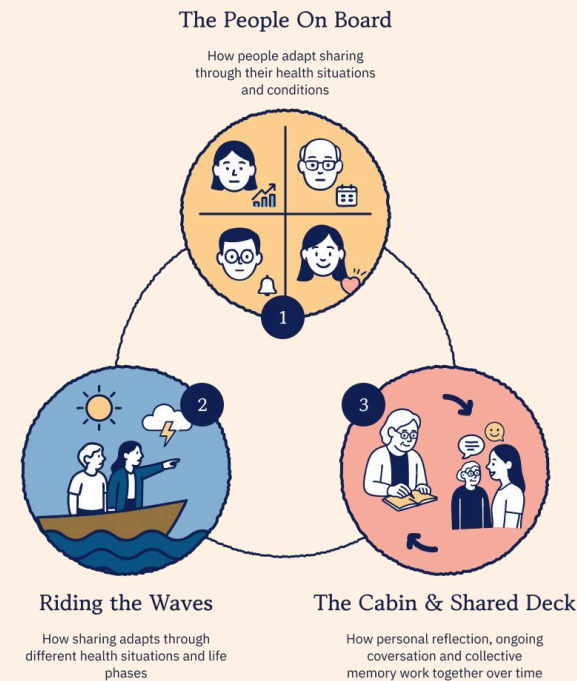 The People On Board
How people adapt sharing
through their health situations
and conditions
1
2
3
Riding the Waves
How sharing adapts through
different health situations and life
phases
The Cabin & Shared Deck
How personal reflection, ongoing
coversation and collective
memory work together over time